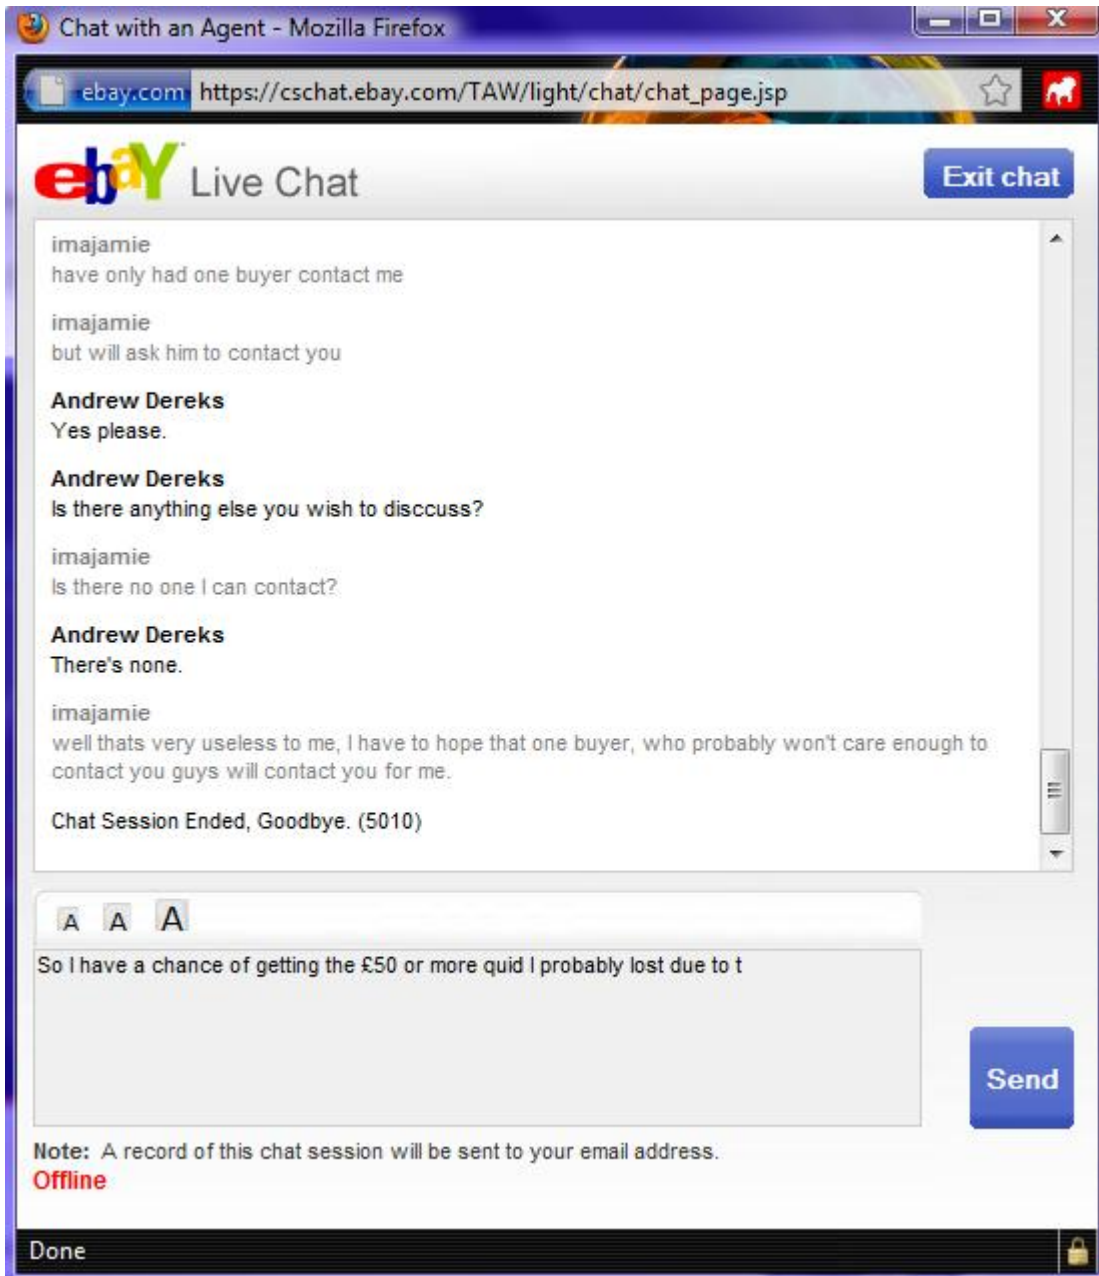 Chat with an Agent - Mozilla Firefox
ebay.com https://cschat.ebay.com/TAW/light/chat/chat_page.jsp
ebaY Live Chat
Exit chat
imajamie
have only had one buyer contact me
imajamie
but will ask him to contact you
Andrew Dereks
Yes please.
Andrew Dereks
Is there anything else you wish to disccuss?
imajamie
Is there no one I can contact?
Andrew Dereks
There's none.
imajamie
well thats very useless to me, I have to hope that one buyer, who probably won't care enough to
contact you guys will contact you for me.
Chat Session Ended, Goodbye. (5010)
A A A
So I have a chance of getting the £50 or more quid I probably lost due to t
Send
Note: A record of this chat session will be sent to your email address.
Offline
Done